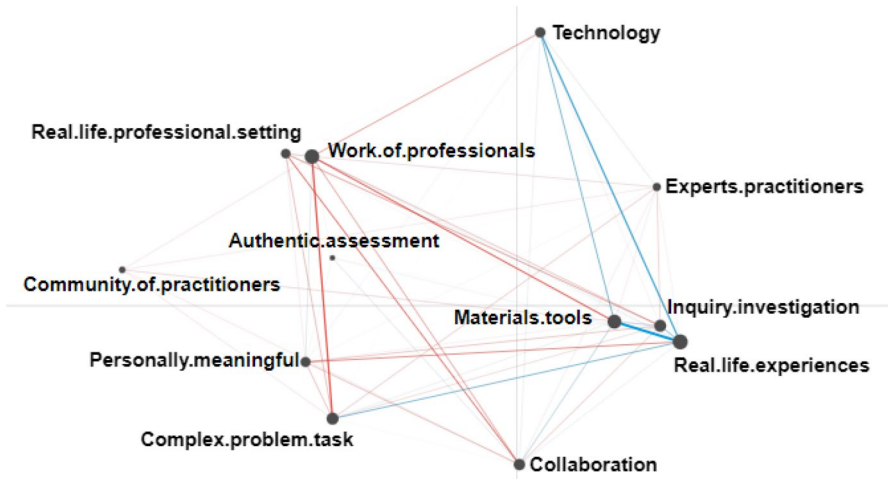 Technology
Real.life.professional.setting
Work.of.professionals
Experts.practitioners
Authentic.assessment
Community.of.practitioners
Inquiry.investigation
Materials.tools
Personally.meaningful
Real.life.experiences
Complex.problem.task
Collaboration